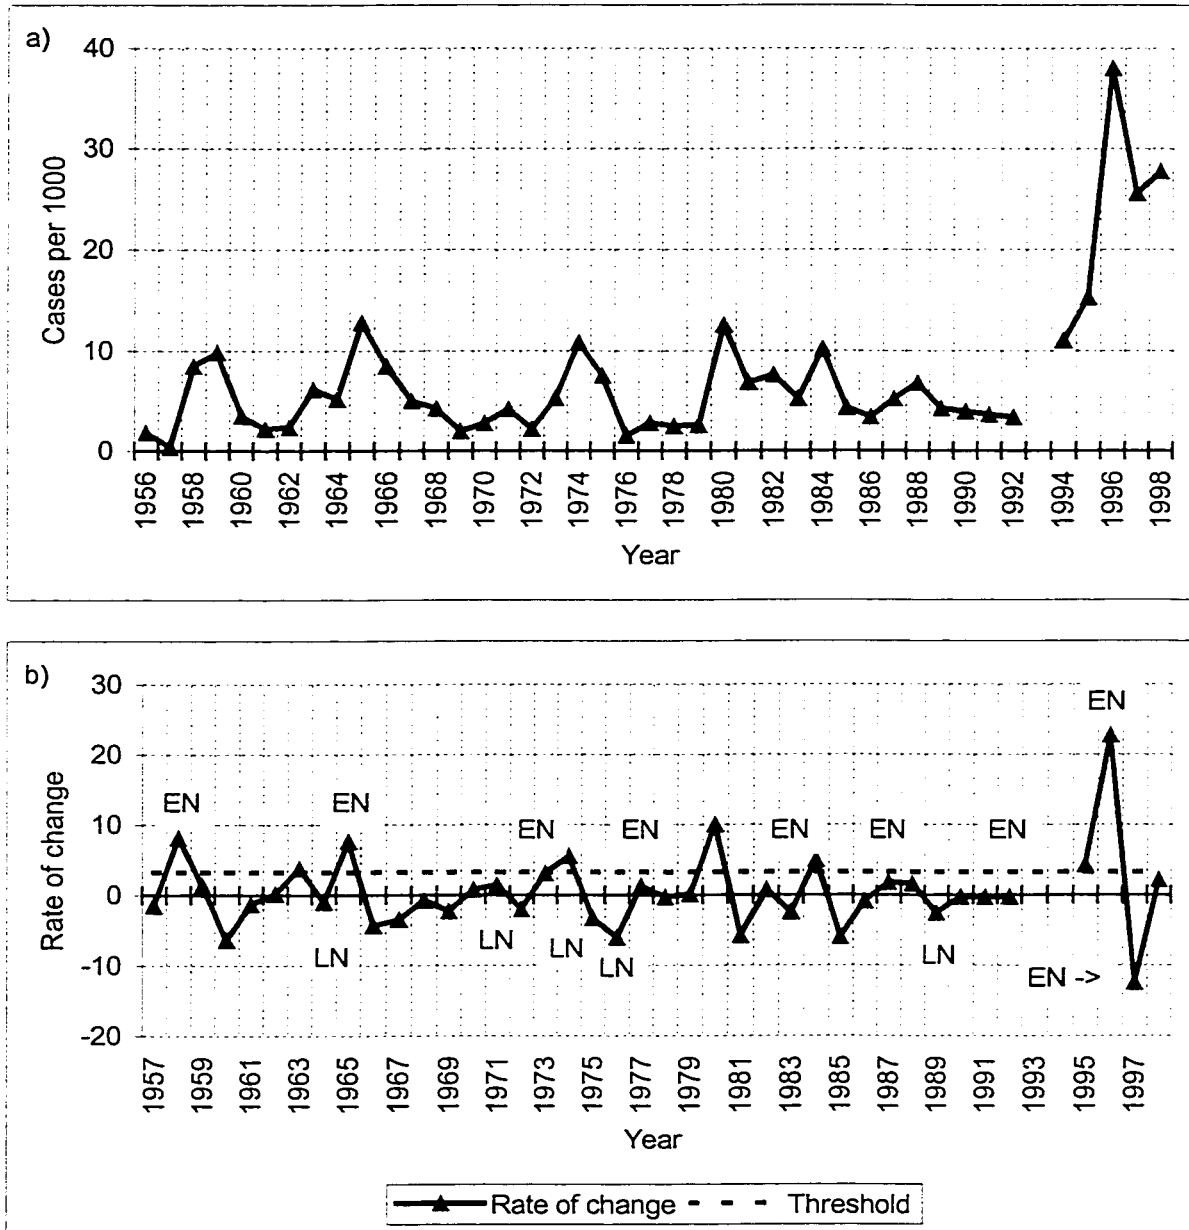 a)
40
30
20
10
0
Cases per 1000
1956 1958 1960 1962 1964 1966 1968 1970 1972 1974 1976 1978 1980 1982 1984 1986 1988 1990 1992 1994 1996 1998
Year
b)
30
20
10
0
-10
-20
Rate of change
EN
EN EN
EN EN EN EN EN
LN LN LN LN LN
EN ->
1957 1959 1961 1963 1965 1967 1969 1971 1973 1975 1977 1979 1981 1983 1985 1987 1989 1991 1993 1995 1997
Year
Rate of change Threshold